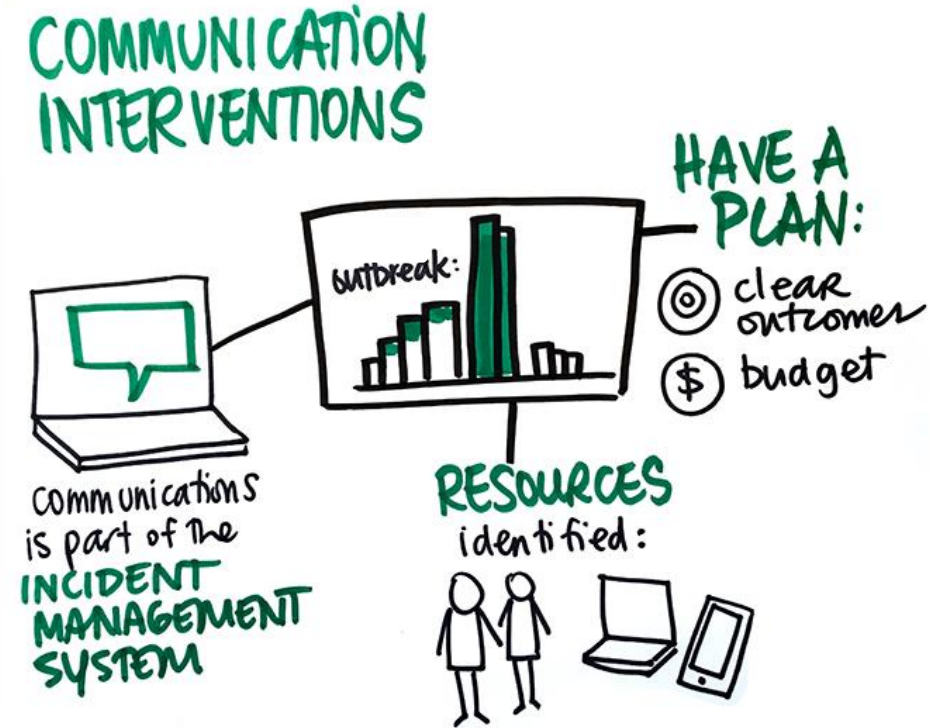 COMMUNICATION
INTERVENTIONS
HAVE A
PLAN:
outbreak:
clear
outcomes
$ budget
communications
is part of the
INCIDENT
MANAGEMENT
SYSTEM
RESOURCES
identified: